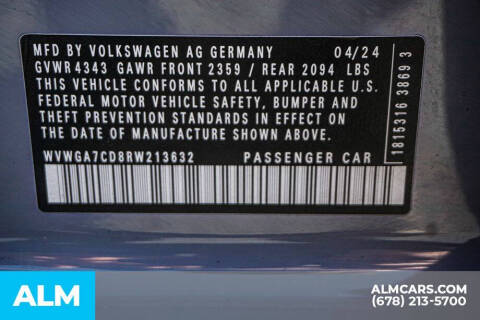 MFD BY VOLKSWAGEN AG GERMANY 04/24
GVWR 4343 GAWR FRONT 2359 / REAR 2094 LBS
THIS VEHICLE CONFORMS TO ALL APPLICABLE U.S.
FEDERAL MOTOR VEHICLE SAFETY, BUMPER AND
THEFT PREVENTION STANDARDS IN EFFECT ON
THE DATE OF MANUFACTURE SHOWN ABOVE.
WVWGA7CD8RW213632 PASSENGER CAR
1815316 38693
ALM
ALMCARS.COM
(678) 213-5700